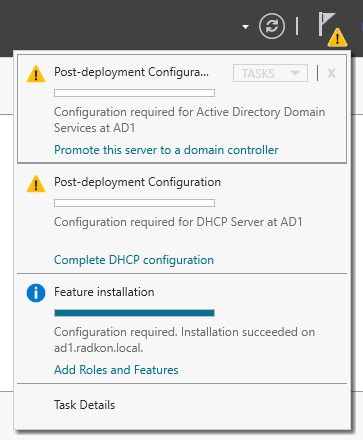 Post-deployment Configura...
TASKS
X
Configuration required for Active Directory Domain
Services at AD1
Promote this server to a domain controller
Post-deployment Configuration
Configuration required for DHCP Server at AD1
Complete DHCP configuration
Feature installation
Configuration required. Installation succeeded on
ad1.radkon.local.
Add Roles and Features
Task Details